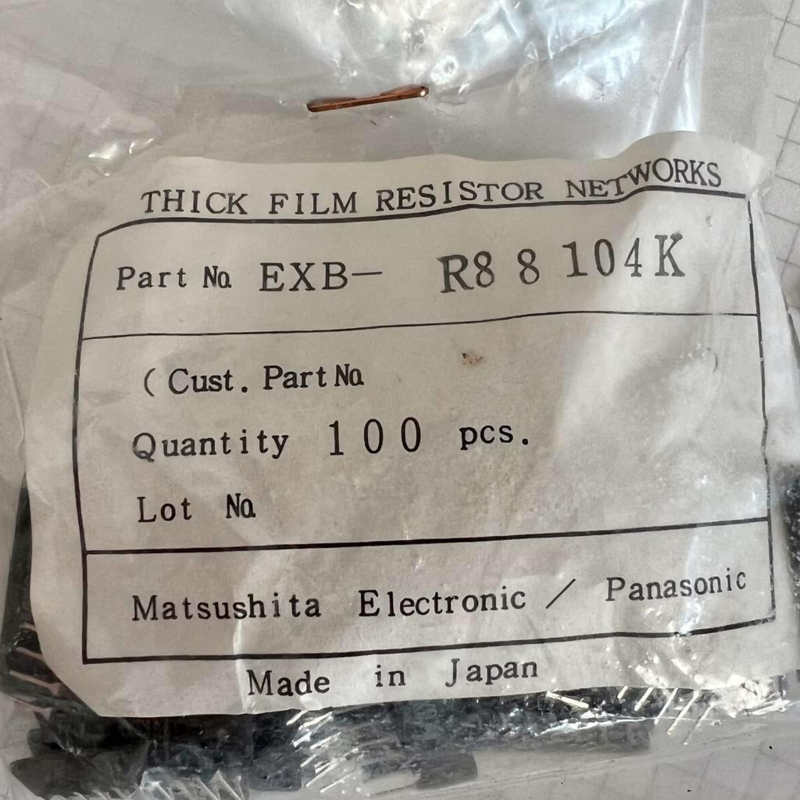 THICK FILM RESISTOR NETWORKS
Part No. EXB— R8 8 104K
( Cust. Part No.
Quantity 100 pcs.
Lot No.
Matsushita Electronic / Panasonic
Made in Japan